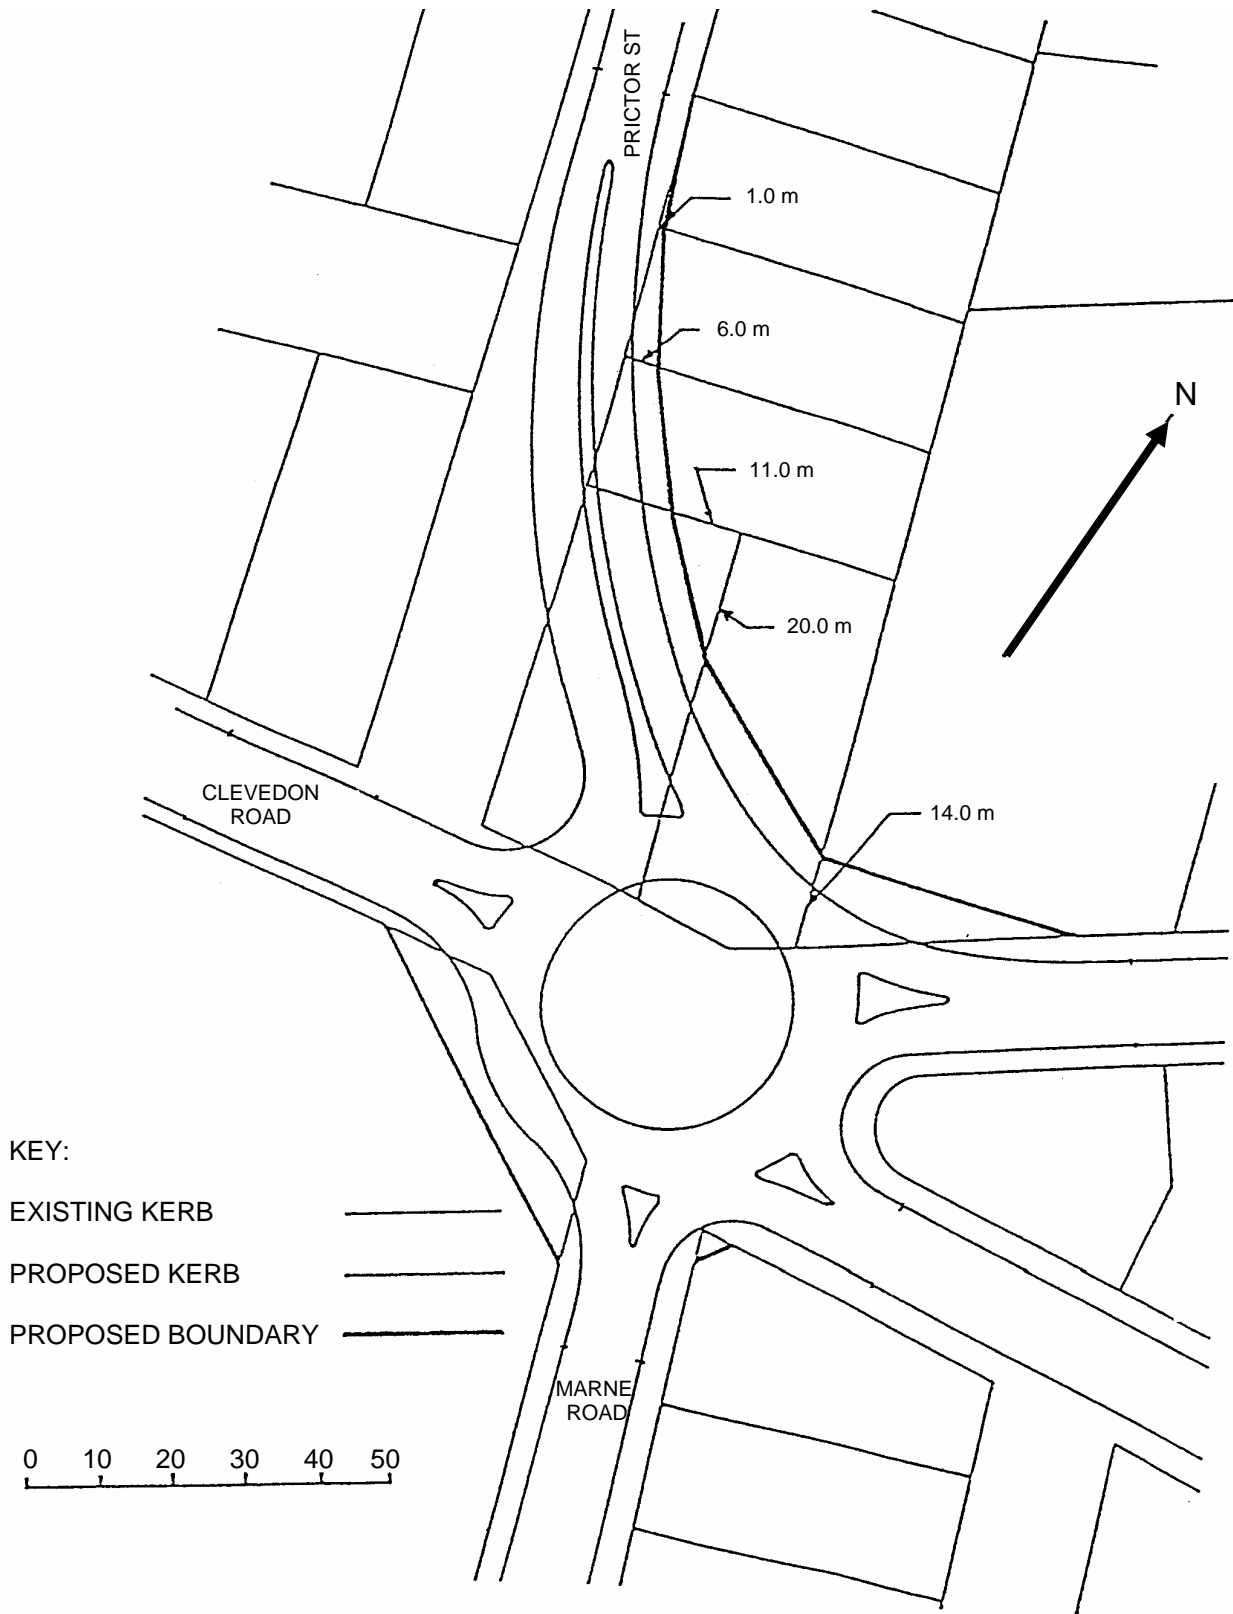 PRICTOR ST
1.0 m
6.0 m
N
11.0 m
20.0 m
CLEVEDON
ROAD
14.0 m
KEY:
EXISTING KERB
PROPOSED KERB
PROPOSED BOUNDARY
MARNE
ROAD
0 10 20 30 40 50